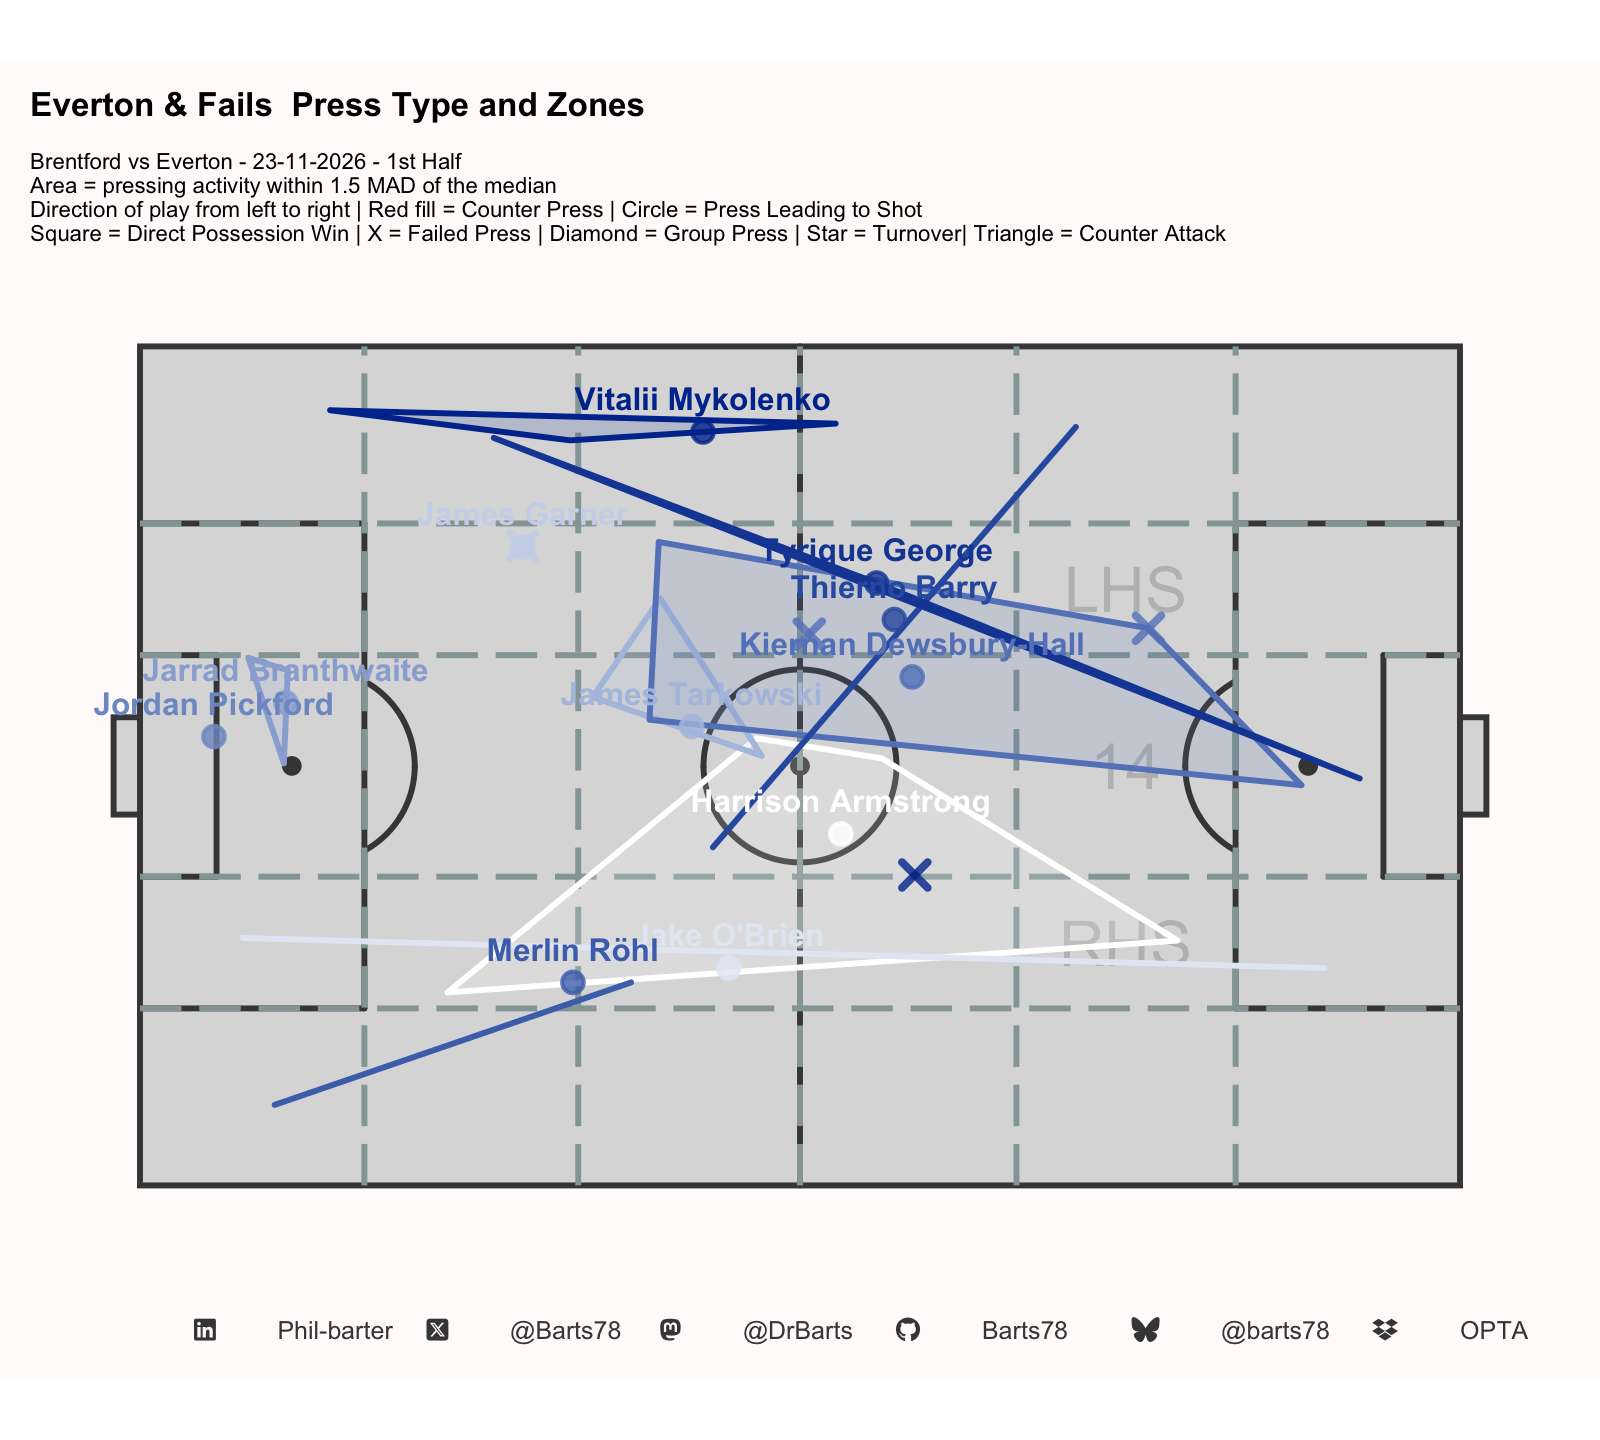 Everton & Fails  Press Type and Zones
Brentford vs Everton - 23-11-2026 - 1st Half
Area = pressing activity within 1.5 MAD of the median
Direction of play from left to right | Red fill = Counter Press | Circle = Press Leading to Shot
Square = Direct Possession Win | X = Failed Press | Diamond = Group Press | Star = Turnover| Triangle = Counter Attack
Vitalii Mykolenko
James Garner
Tyrique George
Thierno Barry
LHS
Kiernan Dewsbury-Hall
Jarrad Branthwaite
James Tarkowski
Jordan Pickford
14
Harrison Armstrong
Jake O'Brien
RHS
Merlin Röhl
Phil-barter
@Barts78
@DrBarts
Barts78
@barts78
OPTA